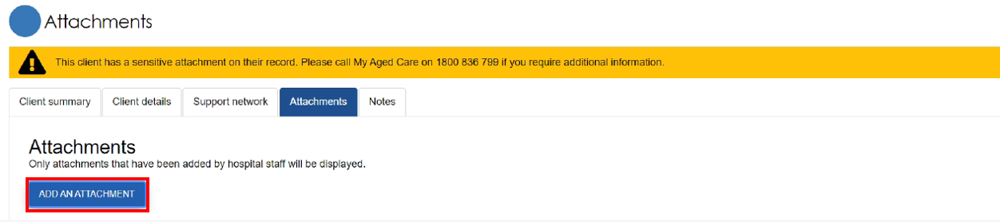 Attachments
This client has a sensitive attachment on their record. Please call My Aged Care on 1800 836 799 if you require additional information.
Client summary Client details Support network Attachments Notes
Attachments
Only attachments that have been added by hospital staff will be displayed.
ADD AN ATTACHMENT